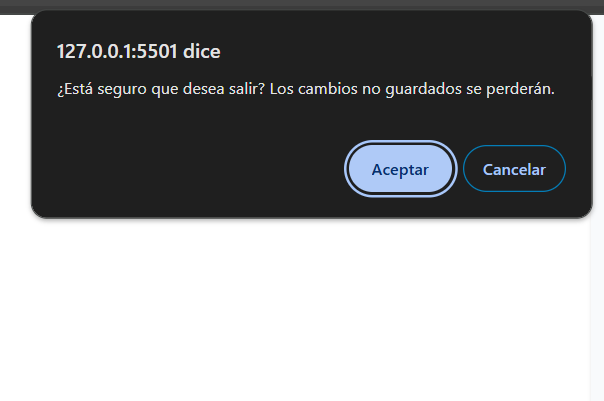 127.0.0.1:5501 dice
¿Está seguro que desea salir? Los cambios no guardados se perderán.
Aceptar
Cancelar